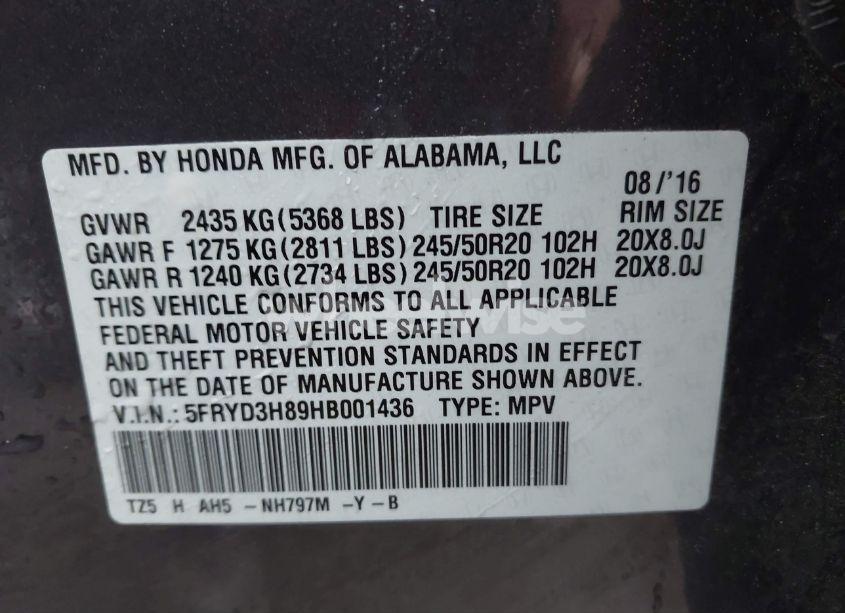 MFD. BY HONDA MFG. OF ALABAMA, LLC
08/'16
GVWR 2435 KG(5368 LBS) TIRE SIZE RIM SIZE
GAWR F 1275 KG(2811 LBS) 245/50R20 102H 20X8.0J
GAWR R 1240 KG(2734 LBS) 245/50R20 102H 20X8.0J
THIS VEHICLE CONFORMS TO ALL APPLICABLE
FEDERAL MOTOR VEHICLE SAFETY
AND THEFT PREVENTION STANDARDS IN EFFECT
ON THE DATE OF MANUFACTURE SHOWN ABOVE.
V.I.N.: 5FRYD3H89HB001436 TYPE: MPV
TZ5 H AH5 -NH797M -Y -B